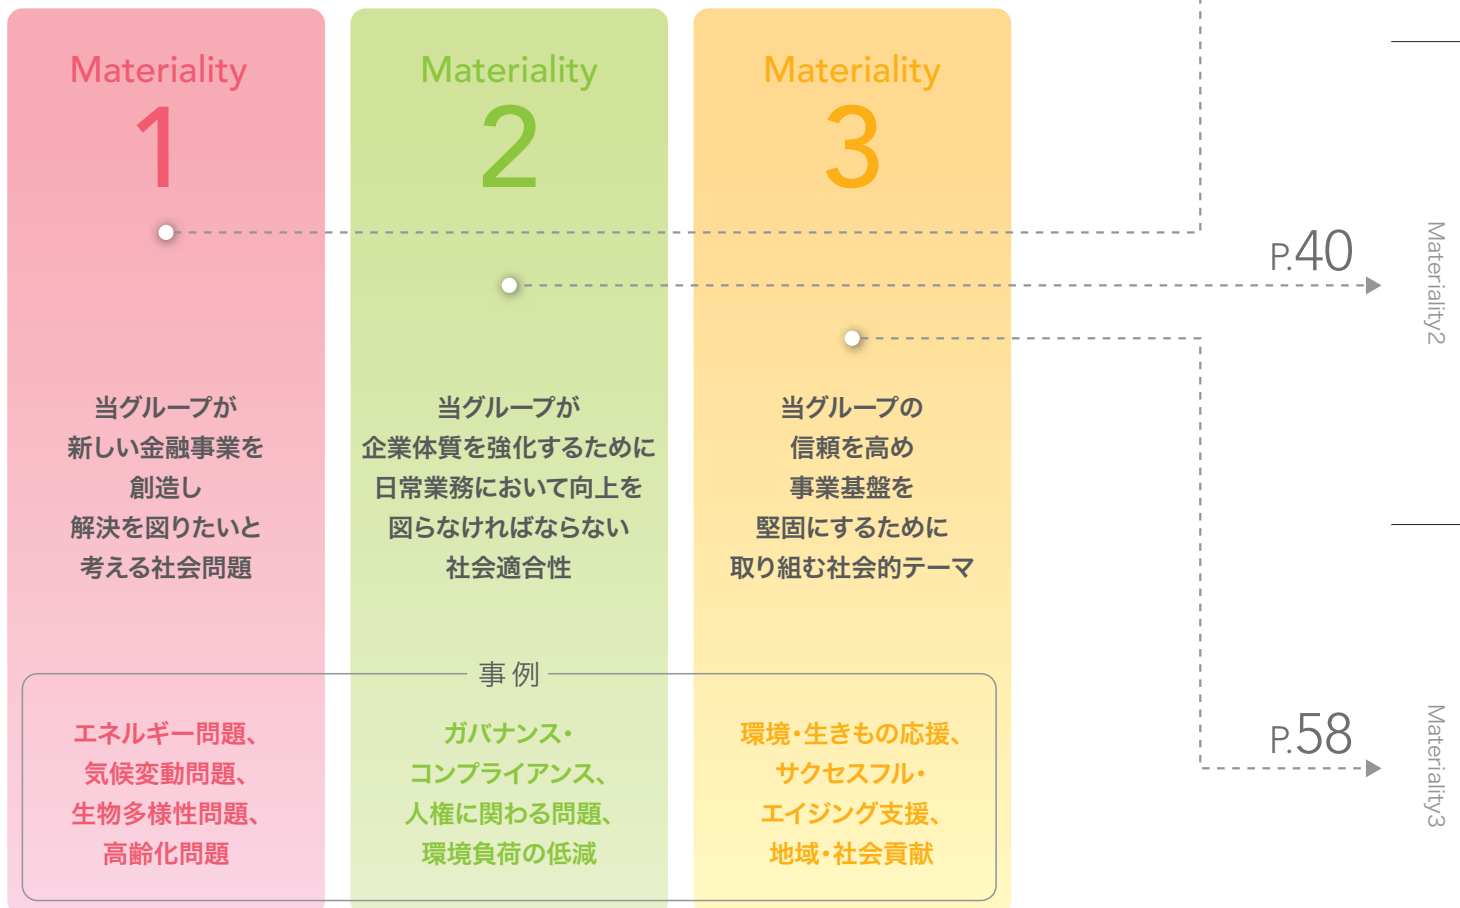 Materiality
1
当グループが
新しい金融事業を
創造し
解決を図りたいと
考える社会問題
Materiality
2
当グループが
企業体質を強化するために
日常業務において向上を
図らなければならない
社会適合性
Materiality
3
当グループの
信頼を高め
事業基盤を
堅固にするために
取り組む社会的テーマ
事例
エネルギー問題、
気候変動問題、
生物多様性問題、
高齢化問題
ガバナンス・
コンプライアンス、
人権に関わる問題、
環境負荷の低減
環境・生きもの応援、
サクセスフル・
エイジング支援、
地域・社会貢献
P.40
Materiality2
P.58
Materiality3